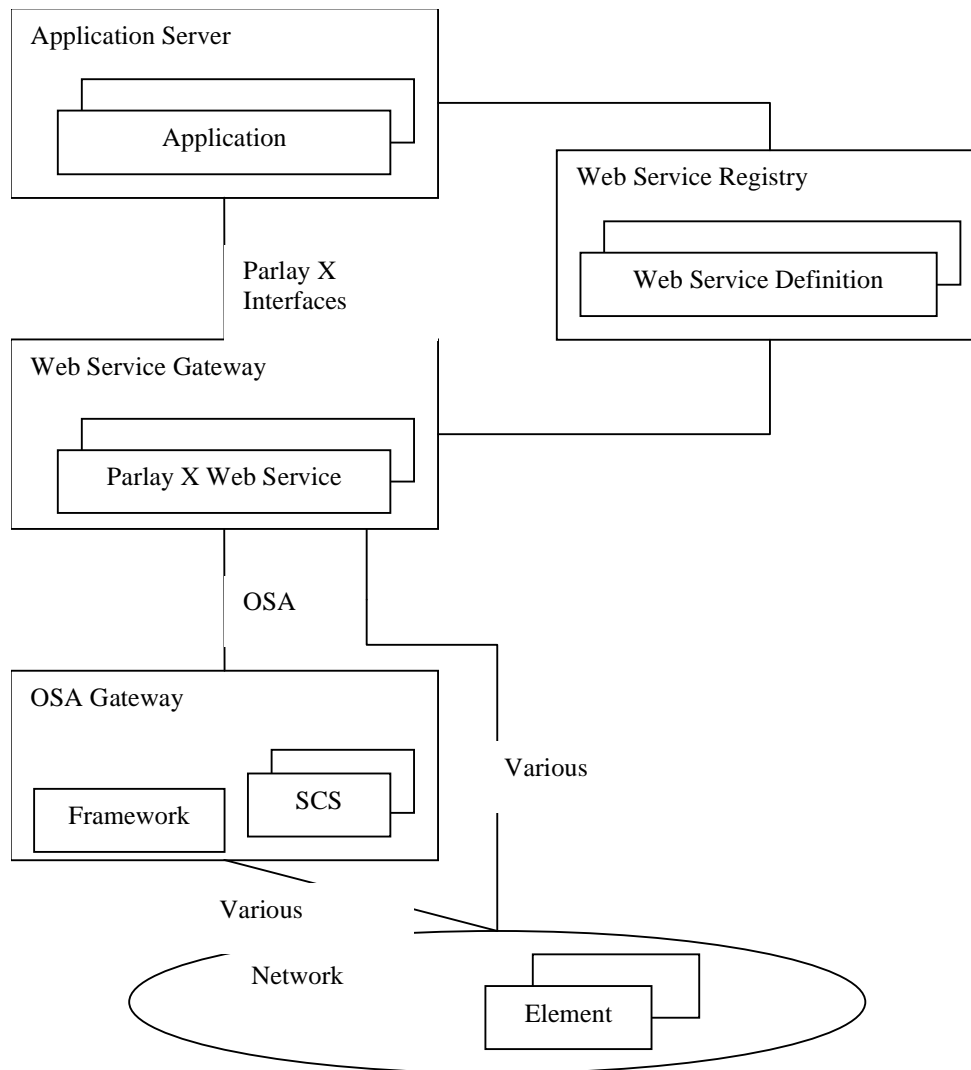 Application Server
Application
Web Service Registry
Web Service Definition
Parlay X
Interfaces
Web Service Gateway
Parlay X Web Service
OSA
OSA Gateway
Various
SCS
Framework
Various
Network
Element